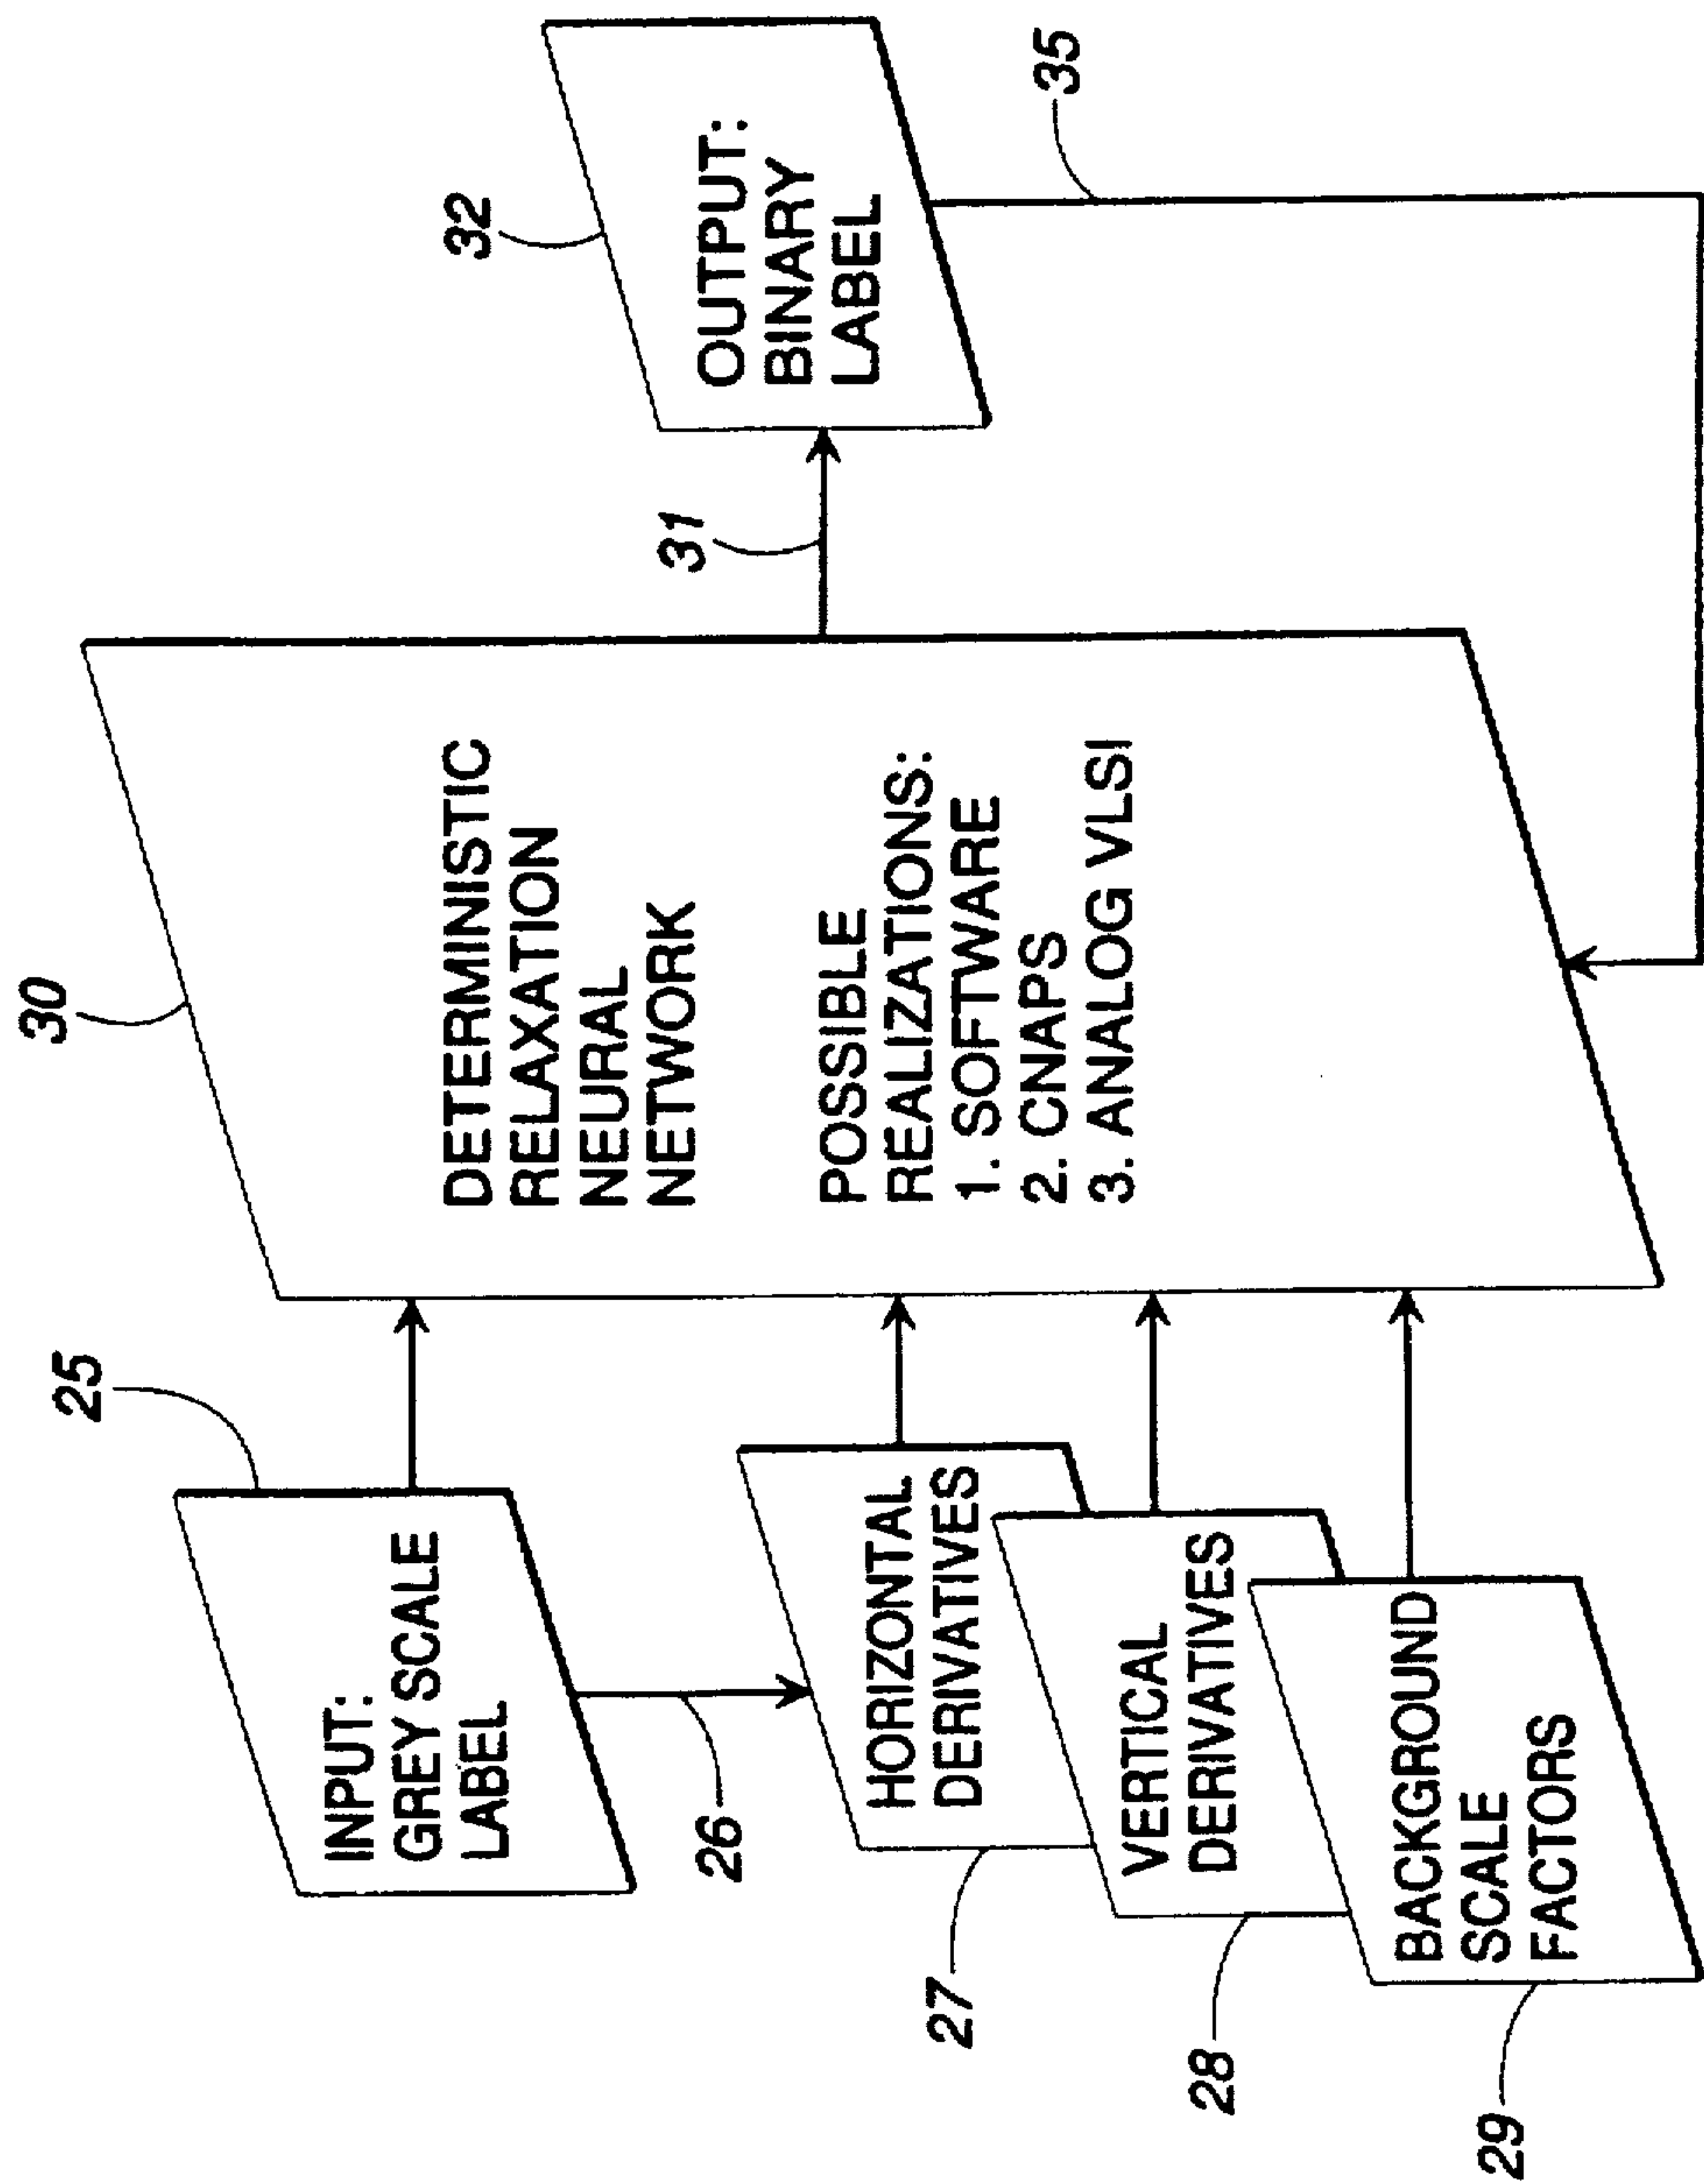 25
INPUT:
GREY SCALE
LABEL
26
27
HORIZONTAL
DERIVATIVES
28
VERTICAL
DERIVATIVES
29
BACKGROUND
SCALE
FACTORS
30
DETERMINISTIC
RELAXATION
NEURAL
NETWORK
POSSIBLE
REALIZATIONS:
1. SOFTWARE
2. CNAPS
3. ANALOG VLSI
31
32
OUTPUT:
BINARY
LABEL
35